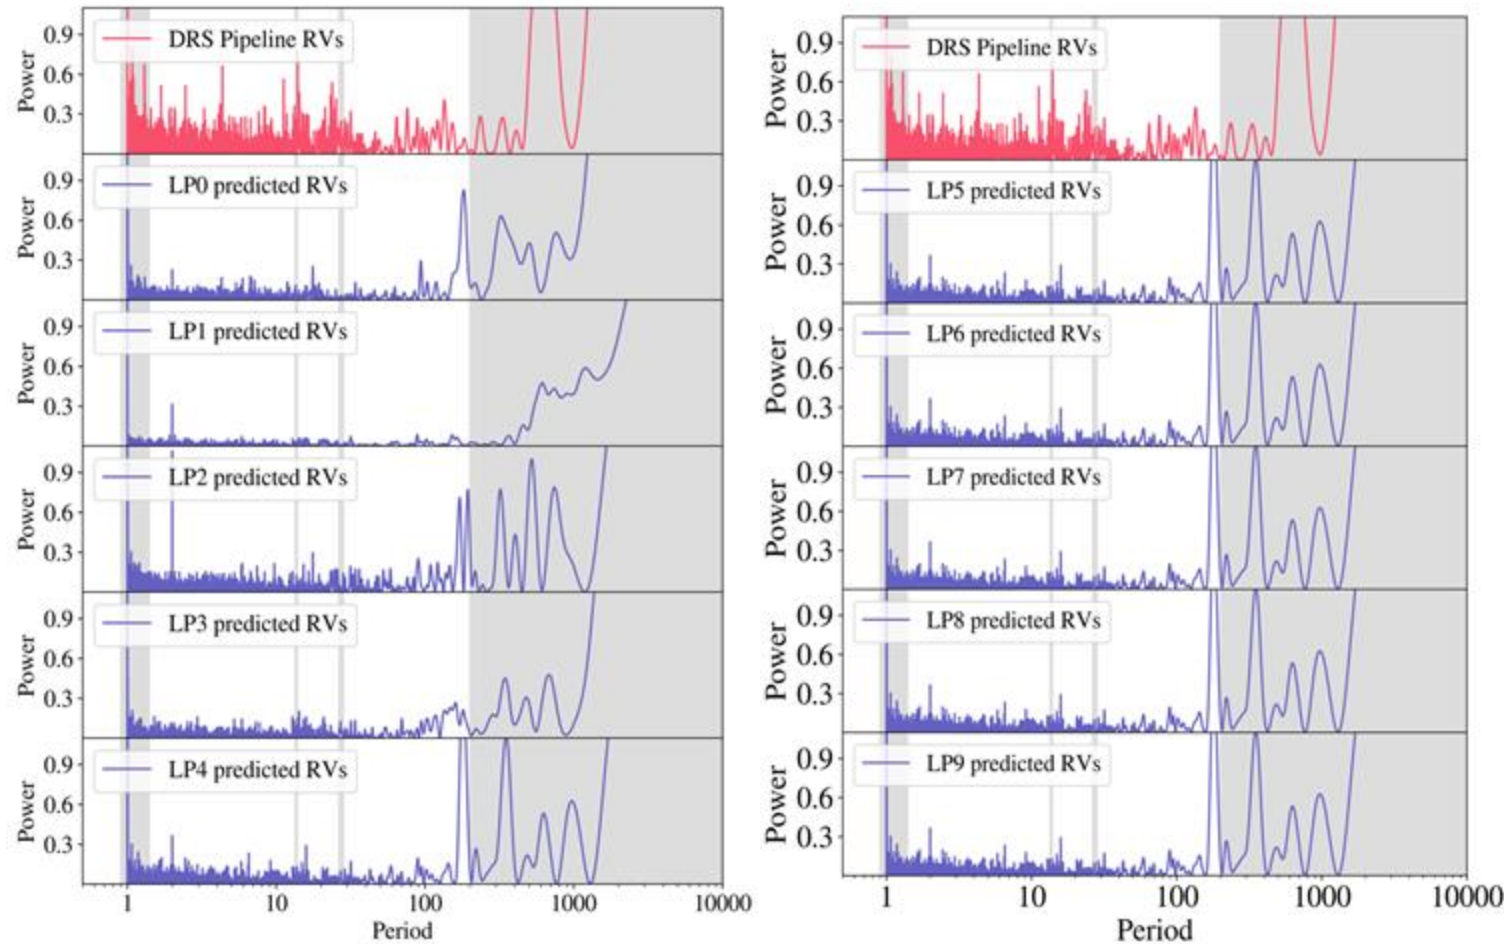 Power
0.9
0.6
0.3
DRS Pipeline RVs
Power
0.9
0.6
0.3
LP0 predicted RVs
Power
0.9
0.6
0.3
LP1 predicted RVs
Power
0.9
0.6
0.3
LP2 predicted RVs
Power
0.9
0.6
0.3
LP3 predicted RVs
Power
0.9
0.6
0.3
LP4 predicted RVs
1 10 100 1000 10000
Period
Power
0.9
0.6
0.3
DRS Pipeline RVs
Power
0.9
0.6
0.3
LP5 predicted RVs
Power
0.9
0.6
0.3
LP6 predicted RVs
Power
0.9
0.6
0.3
LP7 predicted RVs
Power
0.9
0.6
0.3
LP8 predicted RVs
Power
0.9
0.6
0.3
LP9 predicted RVs
1 10 100 1000 10000
Period